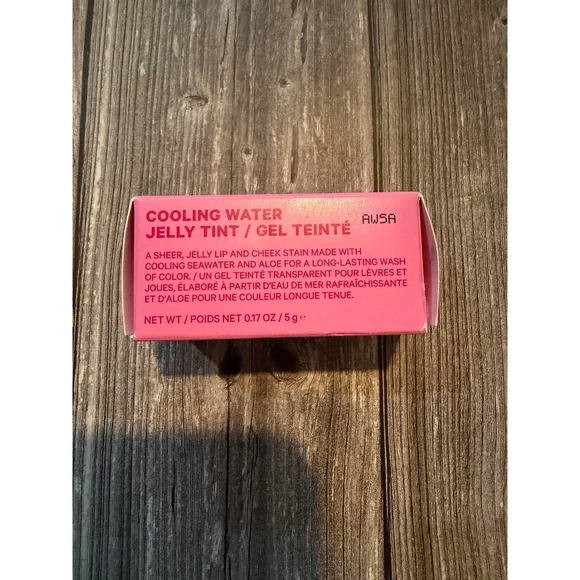 COOLING WATER
JELLY TINT / GEL TEINTÉ
AW5A
A SHEER, JELLY LIP AND CHEEK STAIN MADE WITH
COOLING SEAWATER AND ALOE FOR A LONG-LASTING WASH
OF COLOR. / UN GEL TEINTÉ TRANSPARENT POUR LÈVRES ET
JOUES, ÉLABORÉ À PARTIR D'EAU DE MER RAFRAÎCHISSANTE
ET D'ALOE POUR UNE COULEUR LONGUE TENUE.
NET WT / POIDS NET 0.17 OZ / 5 g ℮